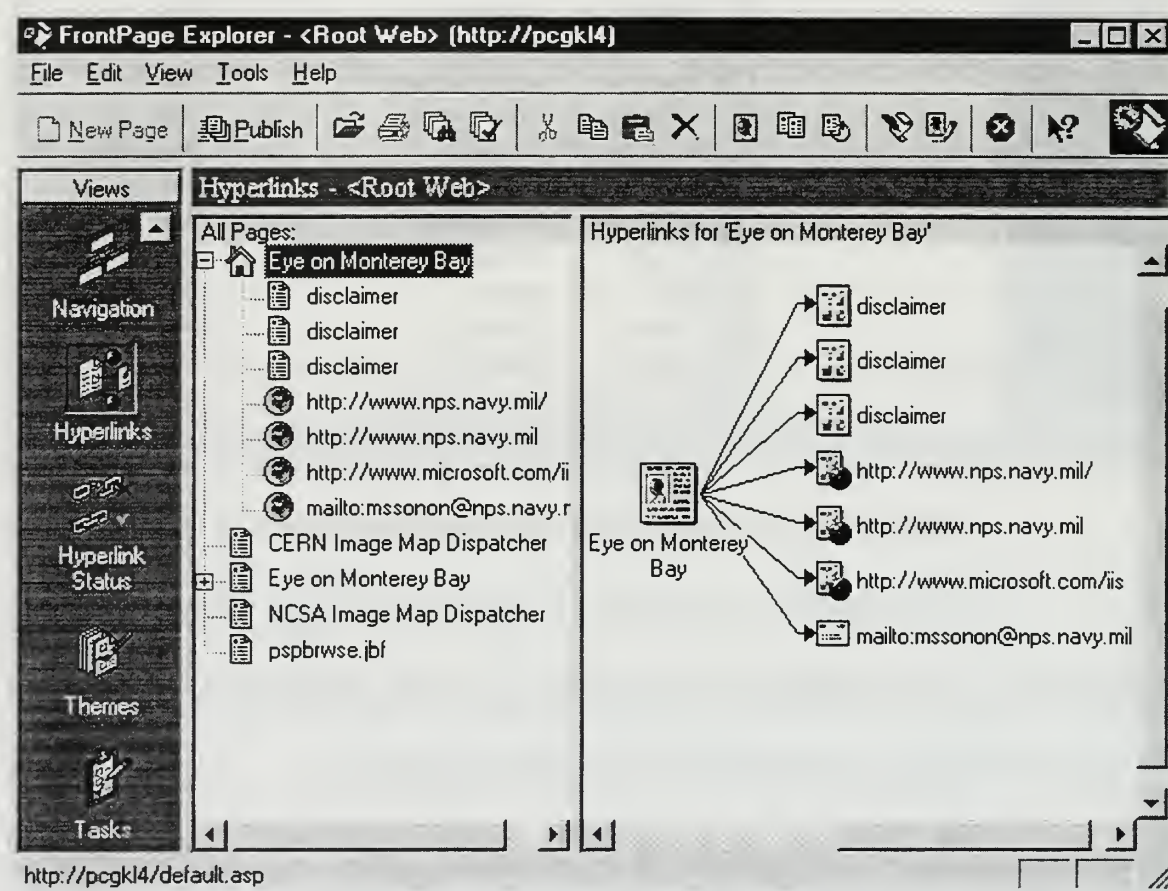 FrontPage Explorer - <Root Web> (http://pcgkl4)
File Edit View Tools Help
New Page Publish
Views
Navigation
Hyperlinks
Hyperlink
Status
Themes
Tasks
Hyperlinks - <Root Web>
All Pages:
Eye on Monterey Bay
disclaimer
disclaimer
disclaimer
http://www.nps.navy.mil/
http://www.nps.navy.mil
http://www.microsoft.com/ii
mailto:mssonon@nps.navy.r
CERN Image Map Dispatcher
Eye on Monterey Bay
NCSA Image Map Dispatcher
pspbrwse.jbf
Hyperlinks for 'Eye on Monterey Bay'
disclaimer
disclaimer
disclaimer
http://www.nps.navy.mil/
http://www.nps.navy.mil
http://www.microsoft.com/iis
mailto:mssonon@nps.navy.mil
Eye on Monterey
Bay
http://pcgkl4/default.asp